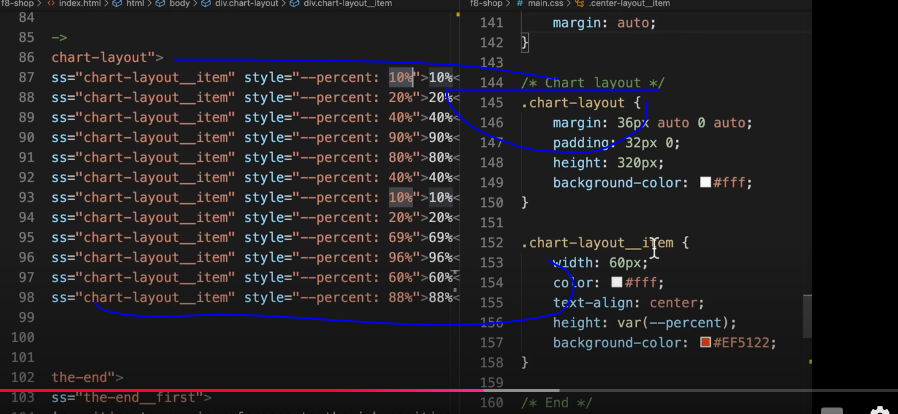 f8-shop > index.html > html > body > div.chart-layout > div.chart-layout__item
84
85 ->
86 chart-layout">
87 ss="chart-layout__item" style="--percent: 10%">10%<
88 ss="chart-layout__item" style="--percent: 20%">20%<
89 ss="chart-layout__item" style="--percent: 40%">40%<
90 ss="chart-layout__item" style="--percent: 90%">90%<
91 ss="chart-layout__item" style="--percent: 80%">80%<
92 ss="chart-layout__item" style="--percent: 40%">40%<
93 ss="chart-layout__item" style="--percent: 10%">10%<
94 ss="chart-layout__item" style="--percent: 20%">20%<
95 ss="chart-layout__item" style="--percent: 69%">69%<
96 ss="chart-layout__item" style="--percent: 96%">96%<
97 ss="chart-layout__item" style="--percent: 60%">60%<
98 ss="chart-layout__item" style="--percent: 88%">88%<
99
100
101
102 the-end">
103 ss="the-end__first">
f8-shop > # main.css > .center-layout__item
141 margin: auto;
142 }
143
144 /* Chart layout */
145 .chart-layout {
146 margin: 36px auto 0 auto;
147 padding: 32px 0;
148 height: 320px;
149 background-color: #fff;
150 }
151
152 .chart-layout__item {
153 width: 60px;
154 color: #fff;
155 text-align: center;
156 height: var(--percent);
157 background-color: #EF5122;
158 }
159
160 /* End */